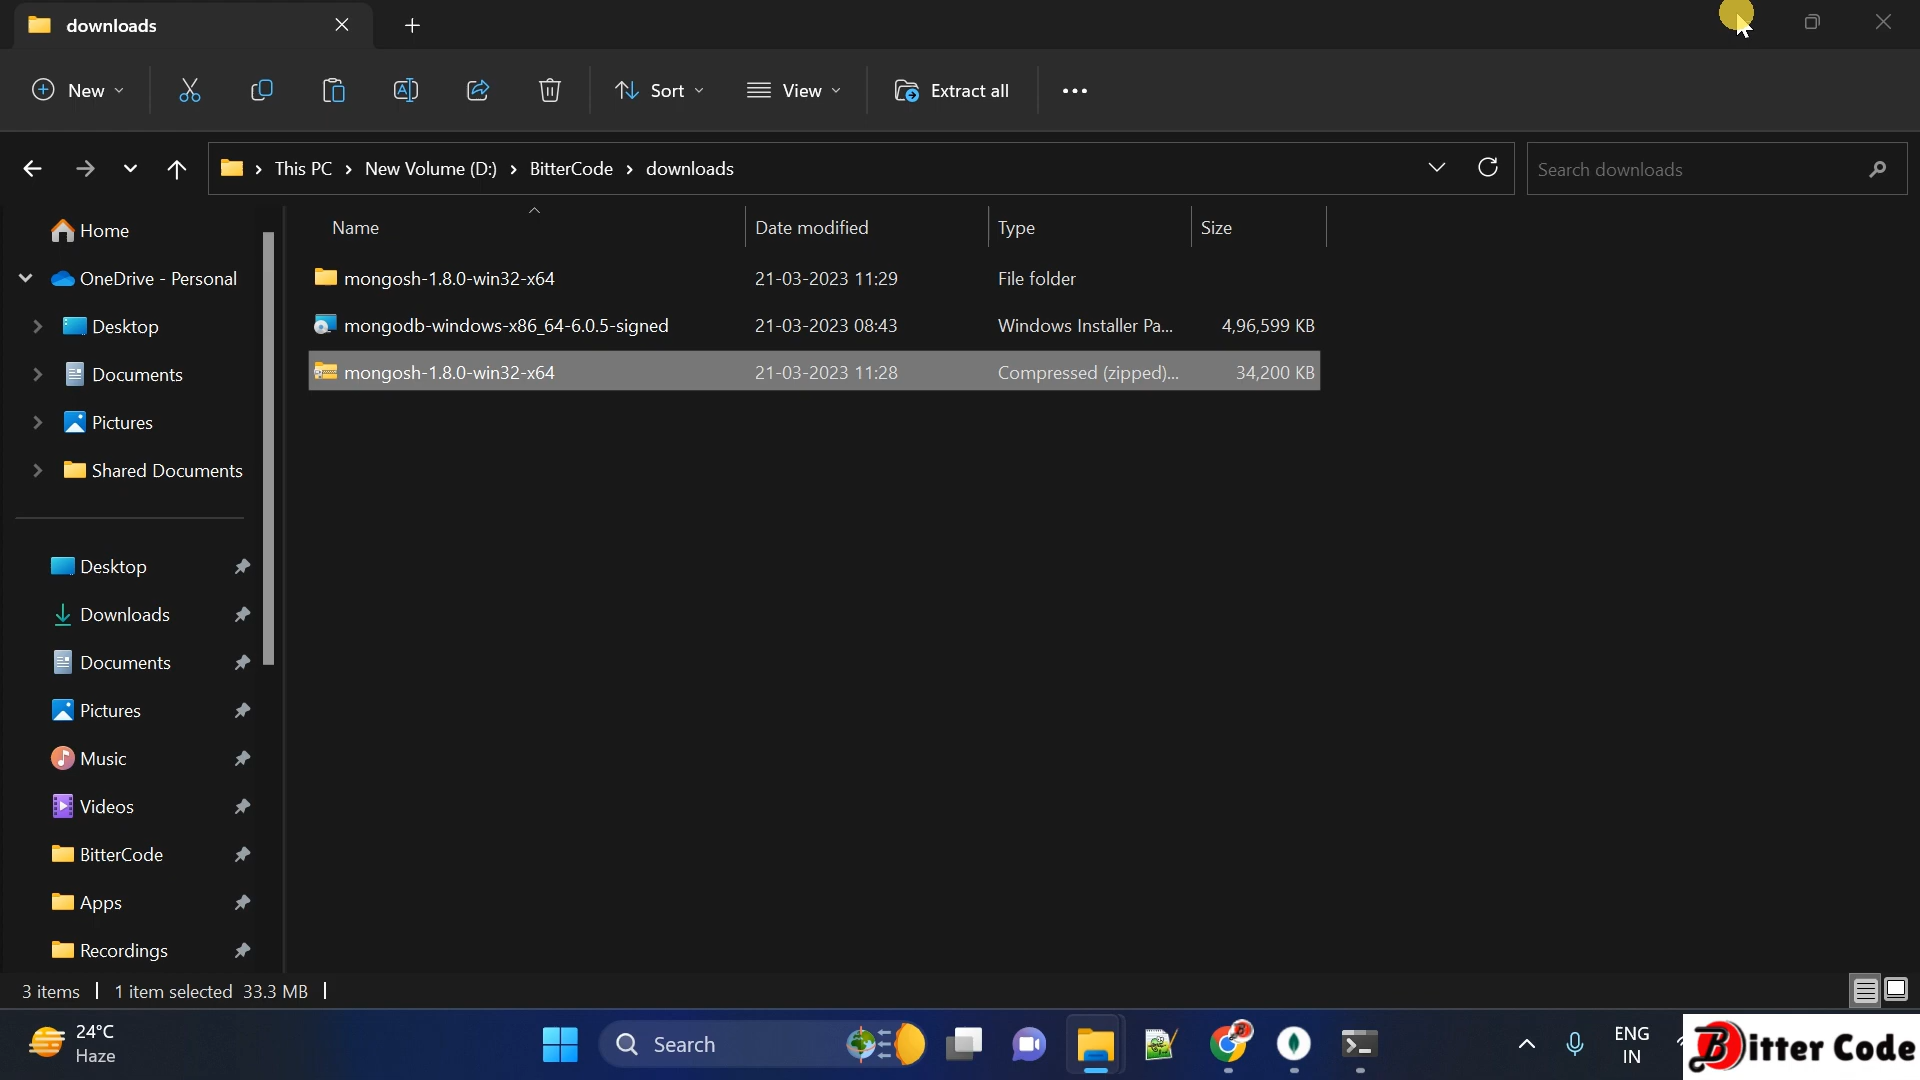 downloads
New
Sort
View
Extract all
This PC > New Volume (D:) > BitterCode > downloads
Search downloads
Name Date modified Type Size
mongosh-1.8.0-win32-x64 21-03-2023 11:29 File folder
mongodb-windows-x86_64-6.0.5-signed 21-03-2023 08:43 Windows Installer Pa... 4,96,599 KB
mongosh-1.8.0-win32-x64 21-03-2023 11:28 Compressed (zipped)... 34,200 KB
Home
OneDrive - Personal
Desktop
Documents
Pictures
Shared Documents
Desktop
Downloads
Documents
Pictures
Music
Videos
BitterCode
Apps
Recordings
3 items 1 item selected 33.3 MB
24°C
Haze
Search
ENG
IN
Bitter Code